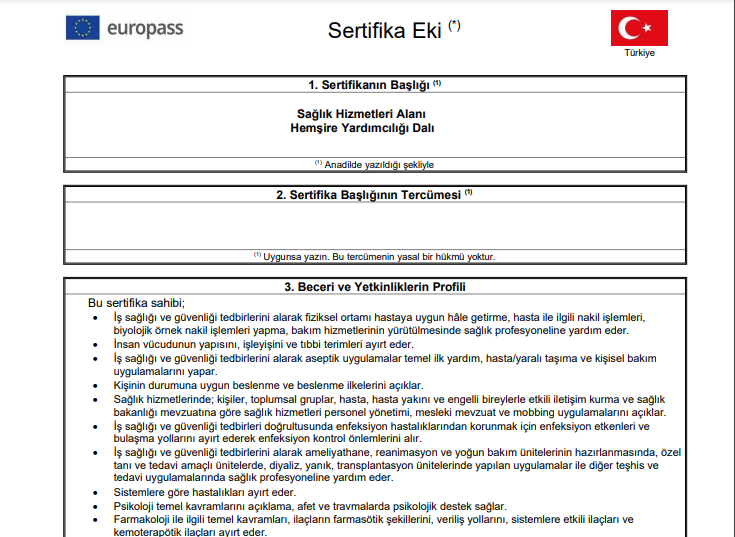 europass
Sertifika Eki (*)
Türkiye
1. Sertifikanın Başlığı (1)
Sağlık Hizmetleri Alanı
Hemşire Yardımcılığı Dalı
(1) Anadilde yazıldığı şekliyle
2. Sertifika Başlığının Tercümesi (1)
(1) Uygunsa yazın. Bu tercümenin yasal bir hükmü yoktur.
3. Beceri ve Yetkinliklerin Profili
Bu sertifika sahibi;
• İş sağlığı ve güvenliği tedbirlerini alarak fiziksel ortamı hastaya uygun hâle getirme, hasta ile ilgili nakil işlemleri,
biyolojik örnek nakil işlemleri yapma, bakım hizmetlerinin yürütülmesinde sağlık profesyoneline yardım eder.
• İnsan vücudunun yapısını, işleyişini ve tıbbi terimleri ayırt eder.
• İş sağlığı ve güvenliği tedbirlerini alarak aseptik uygulamalar temel ilk yardım, hasta/yaralı taşıma ve kişisel bakım
uygulamalarını yapar.
• Kişinin durumuna uygun beslenme ve beslenme ilkelerini açıklar.
• Sağlık hizmetlerinde; kişiler, toplumsal gruplar, hasta, hasta yakını ve engelli bireylerle etkili iletişim kurma ve sağlık
bakanlığı mevzuatına göre sağlık hizmetleri personel yönetimi, mesleki mevzuat ve mobbing uygulamalarını açıklar.
• İş sağlığı ve güvenliği tedbirleri doğrultusunda enfeksiyon hastalıklarından korunmak için enfeksiyon etkenleri ve
bulaşma yollarını ayırt ederek enfeksiyon kontrol önlemlerini alır.
• İş sağlığı ve güvenliği tedbirlerini alarak ameliyathane, reanimasyon ve yoğun bakım ünitelerinin hazırlanmasında, özel
tanı ve tedavi amaçlı ünitelerde, diyaliz, yanık, transplantasyon ünitelerinde yapılan uygulamalar ile diğer teşhis ve
tedavi uygulamalarında sağlık profesyoneline yardım eder.
• Sistemlere göre hastalıkları ayırt eder.
• Psikoloji temel kavramlarını açıklama, afet ve travmalarda psikolojik destek sağlar.
• Farmakoloji ile ilgili temel kavramları, ilaçların farmasötik şekillerini, veriliş yollarını, sistemlere etkili ilaçları ve
kemoterapötik ilaçları ayırt eder.